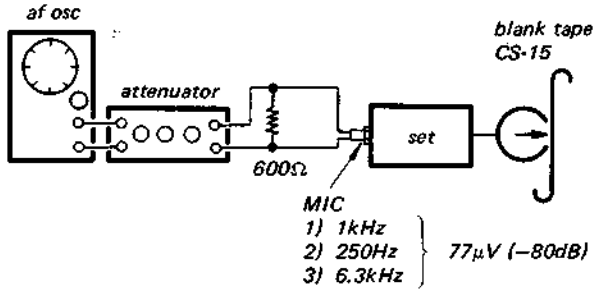 af osc
blank tape
CS-15
attenuator
set
600Ω
MIC
1) 1kHz
2) 250Hz
3) 6.3kHz
77μV (−80dB)